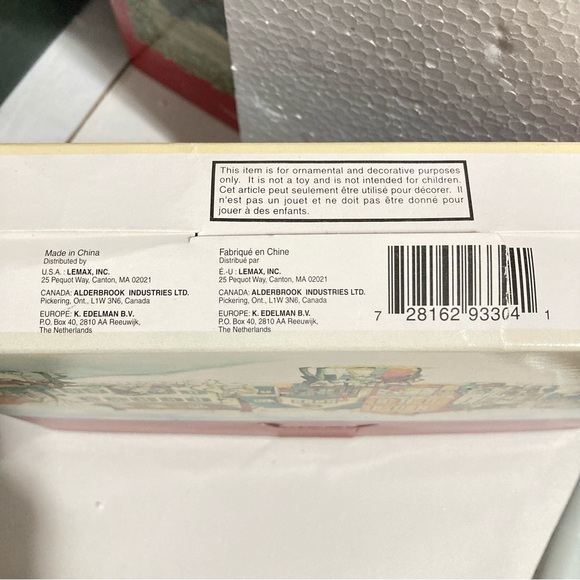 This item is for ornamental and decorative purposes
only. It is not a toy and is not intended for children.
Cet article peut seulement être utilisé pour décorer. Il
n'est pas un jouet et ne doit pas être donné pour
jouer à des enfants.
Made in China
Distributed by
U.S.A. : LEMAX, INC.
25 Pequot Way, Canton, MA 02021
CANADA: ALDERBROOK INDUSTRIES LTD.
Pickering, Ont., L1W 3N6, Canada
EUROPE: K. EDELMAN B.V.
P.O. Box 40, 2810 AA Reeuwijk,
The Netherlands
Fabriqué en Chine
Distribué par
É.-U : LEMAX, INC.
25 Pequot Way, Canton, MA 02021
CANADA: ALDERBROOK INDUSTRIES LTD.
Pickering, Ont., L1W 3N6, Canada
EUROPE: K. EDELMAN B.V.
P.O. Box 40, 2810 AA Reeuwijk,
The Netherlands
7 28162 93304 1